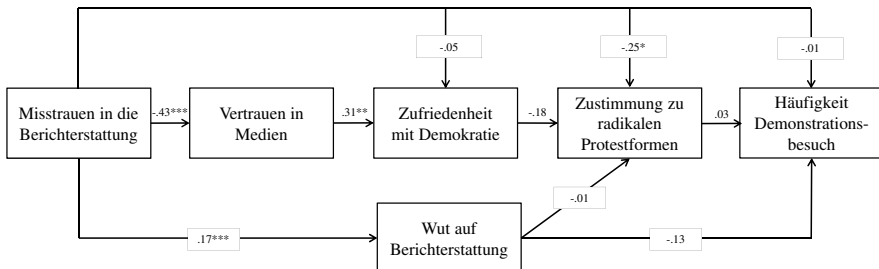 -.05
-.25*
-.01
Misstrauen in die
Berichterstattung
-.43***
Vertrauen in
Medien
.31**
Zufriedenheit
mit Demokratie
-.18
Zustimmung zu
radikalen
Protestformen
.03
Häufigkeit
Demonstrations-
besuch
-.01
.17***
Wut auf
Berichterstattung
-.13